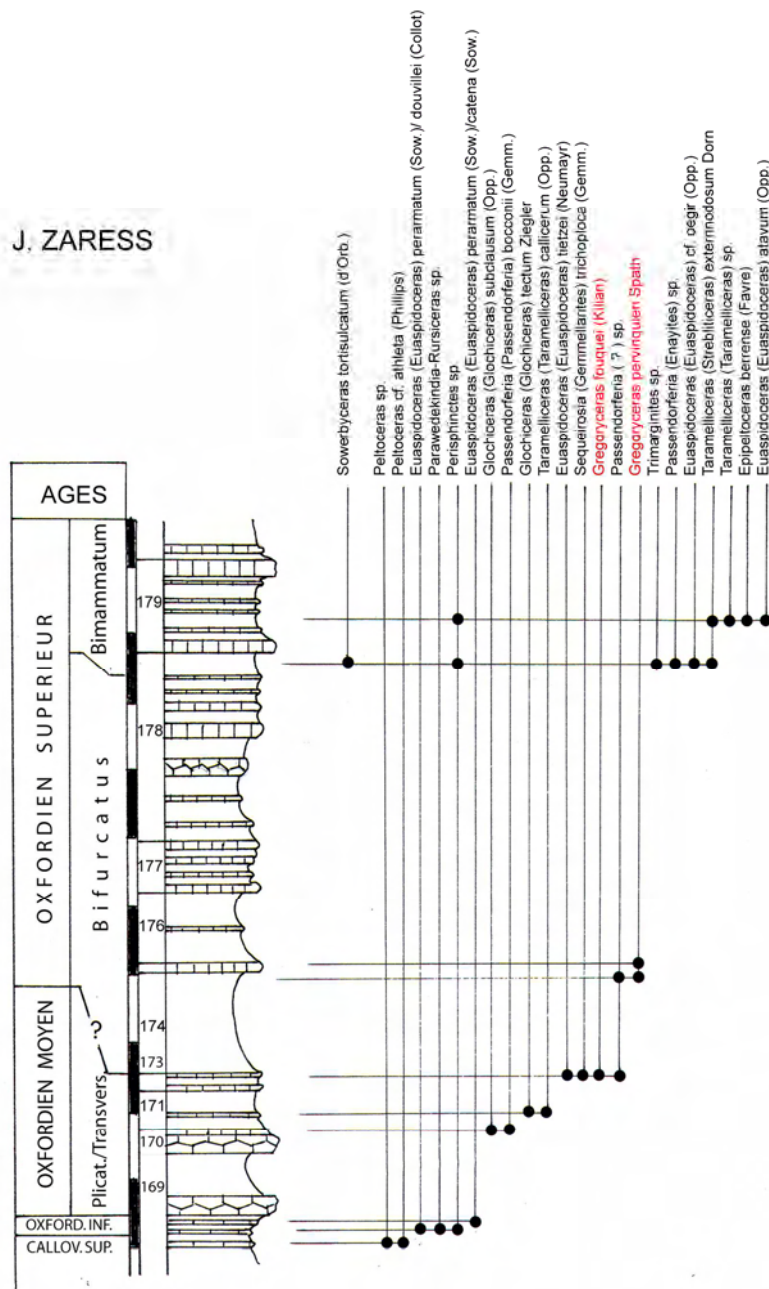 J. ZARESS
Sowerbyceras tortisulcatum (d'Orb.)
Peltoceras sp.
Peltoceras cf. athleta (Phillips)
Euaspidoceras (Euaspidoceras) perarmatum (Sow.)/ douvillei (Collot)
Parawedekindia-Rursiceras sp.
Perisphinctes sp.
Euaspidoceras (Euaspidoceras) perarmatum (Sow.)/catena (Sow.)
Glochiceras (Glochiceras) subclausum (Opp.)
Passendorferia (Passendorferia) bocconii (Gemm.)
Glochiceras (Glochiceras) tectum Ziegler
Taramelliceras (Taramelliceras) callicerum (Opp.)
Euaspidoceras (Euaspidoceras) tietzei (Neumayr)
Sequeirosia (Gemmellarites) trichoploca (Gemm.)
Gregoryceras fouquei (Kilian)
Passendorferia ( ? ) sp.
Gregoryceras pervinquieri Spath
Trimarginites sp.
Passendorferia (Enayites) sp.
Euaspidoceras (Euaspidoceras) cf. oegir (Opp.)
Taramelliceras (Strebliticeras) externnodosum Dorn
Taramelliceras (Taramelliceras) sp.
Epipeltoceras berrense (Favre)
Euaspidoceras (Euaspidoceras) atavum (Opp.)
AGES
OXFORDIEN SUPERIEUR
Bimammatum
179
178
Bifurcatus
177
176
OXFORDIEN MOYEN
?
174
173
Plicat./Transvers.
171
170
169
OXFORD. INF.
CALLOV. SUP.